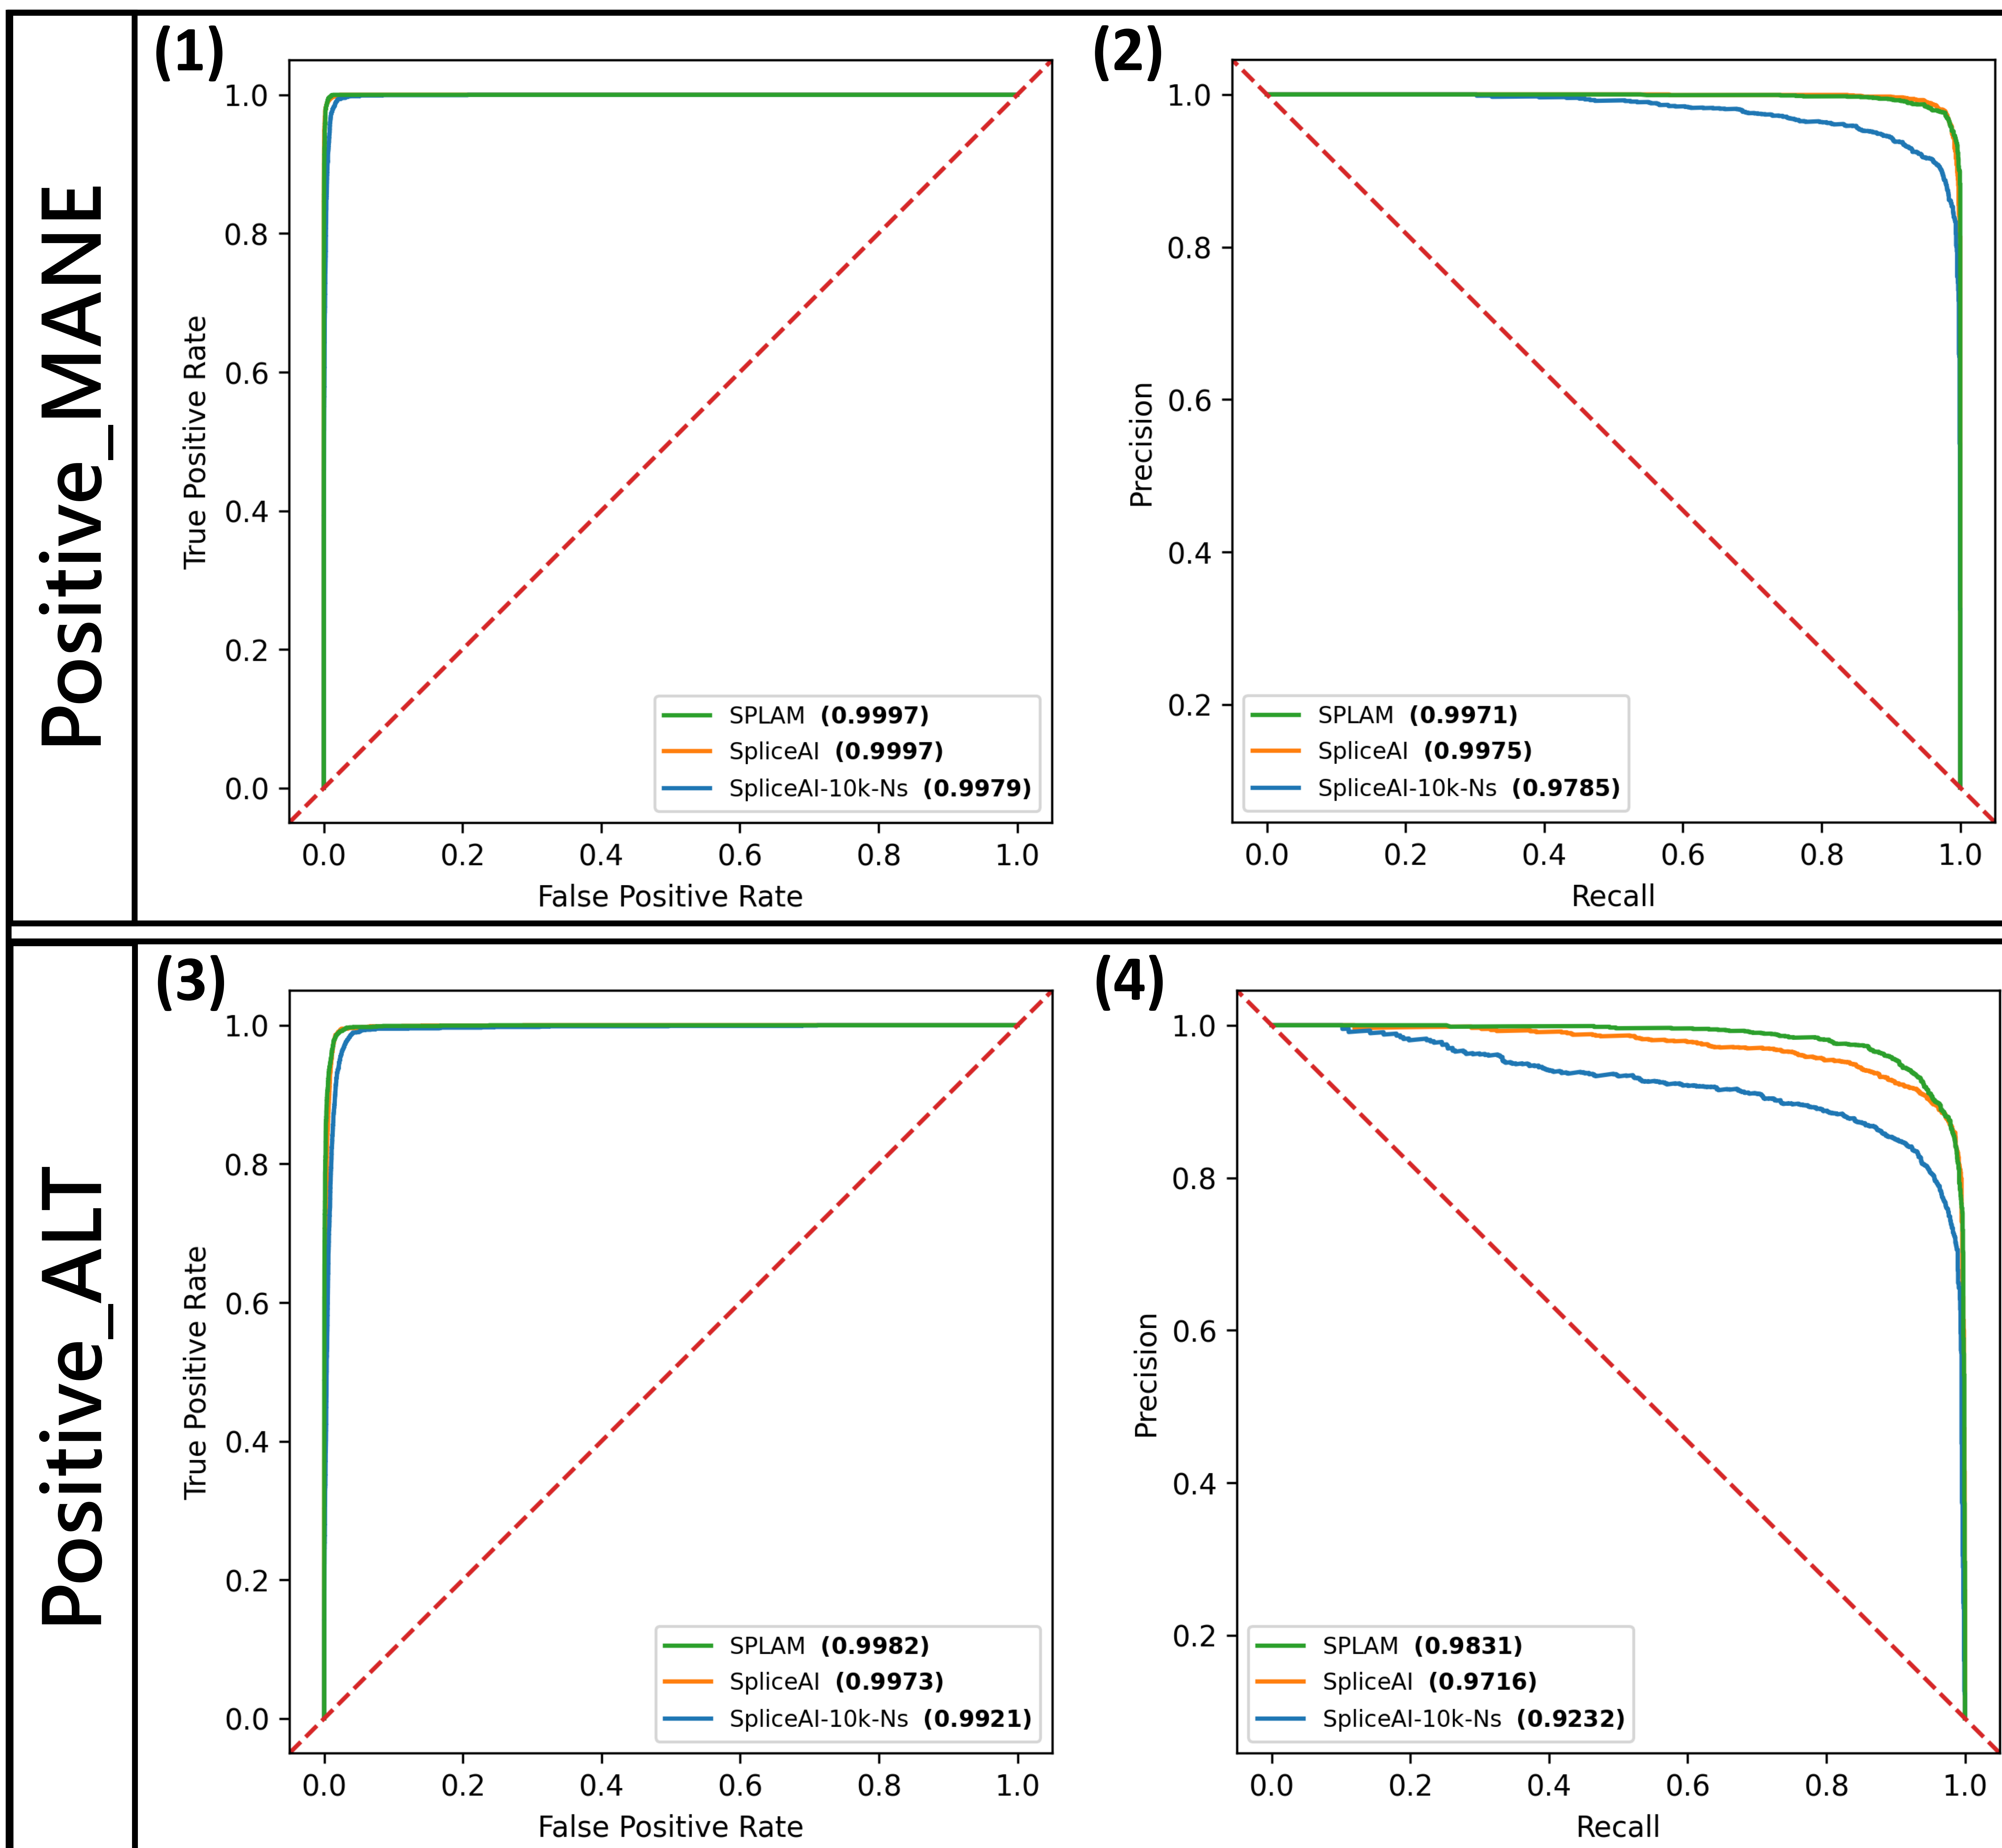 Positive_MANE
(1)
1.0
0.8
0.6
0.4
0.2
0.0
True Positive Rate
SPLAM (0.9997)
SpliceAI (0.9997)
SpliceAI-10k-Ns (0.9979)
0.0 0.2 0.4 0.6 0.8 1.0
False Positive Rate
(2)
1.0
0.8
0.6
0.4
0.2
Precision
SPLAM (0.9971)
SpliceAI (0.9975)
SpliceAI-10k-Ns (0.9785)
0.0 0.2 0.4 0.6 0.8 1.0
Recall
Positive_ALT
(3)
1.0
0.8
0.6
0.4
0.2
0.0
True Positive Rate
SPLAM (0.9982)
SpliceAI (0.9973)
SpliceAI-10k-Ns (0.9921)
0.0 0.2 0.4 0.6 0.8 1.0
False Positive Rate
(4)
1.0
0.8
0.6
0.4
0.2
Precision
SPLAM (0.9831)
SpliceAI (0.9716)
SpliceAI-10k-Ns (0.9232)
0.0 0.2 0.4 0.6 0.8 1.0
Recall